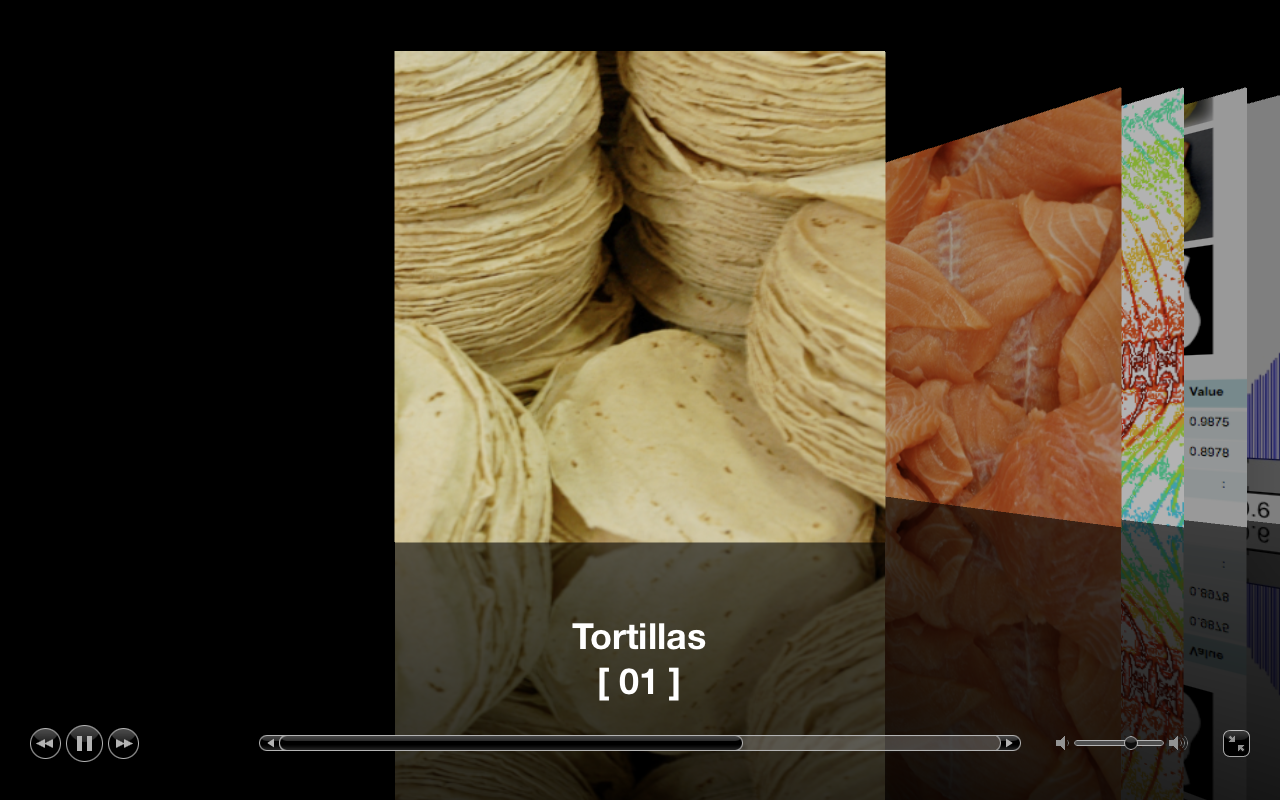 Tortillas
[ 01 ]
Value
0.9875
0.8978
: